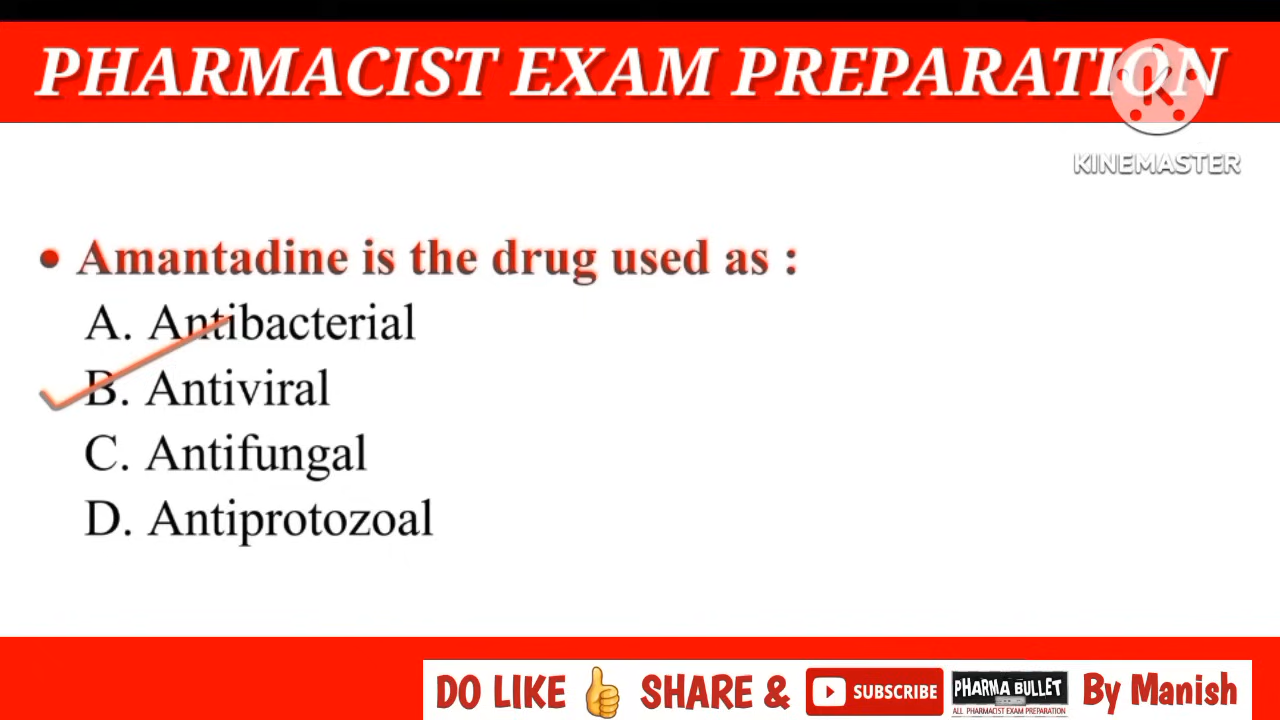 PHARMACIST EXAM PREPARATION
KINEMASTER
• Amantadine is the drug used as :
A. Antibacterial
B. Antiviral
C. Antifungal
D. Antiprotozoal
DO LIKE 👍 SHARE & SUBSCRIBE PHARMA BULLET By Manish
ALL PHARMACIST EXAM PREPARATION